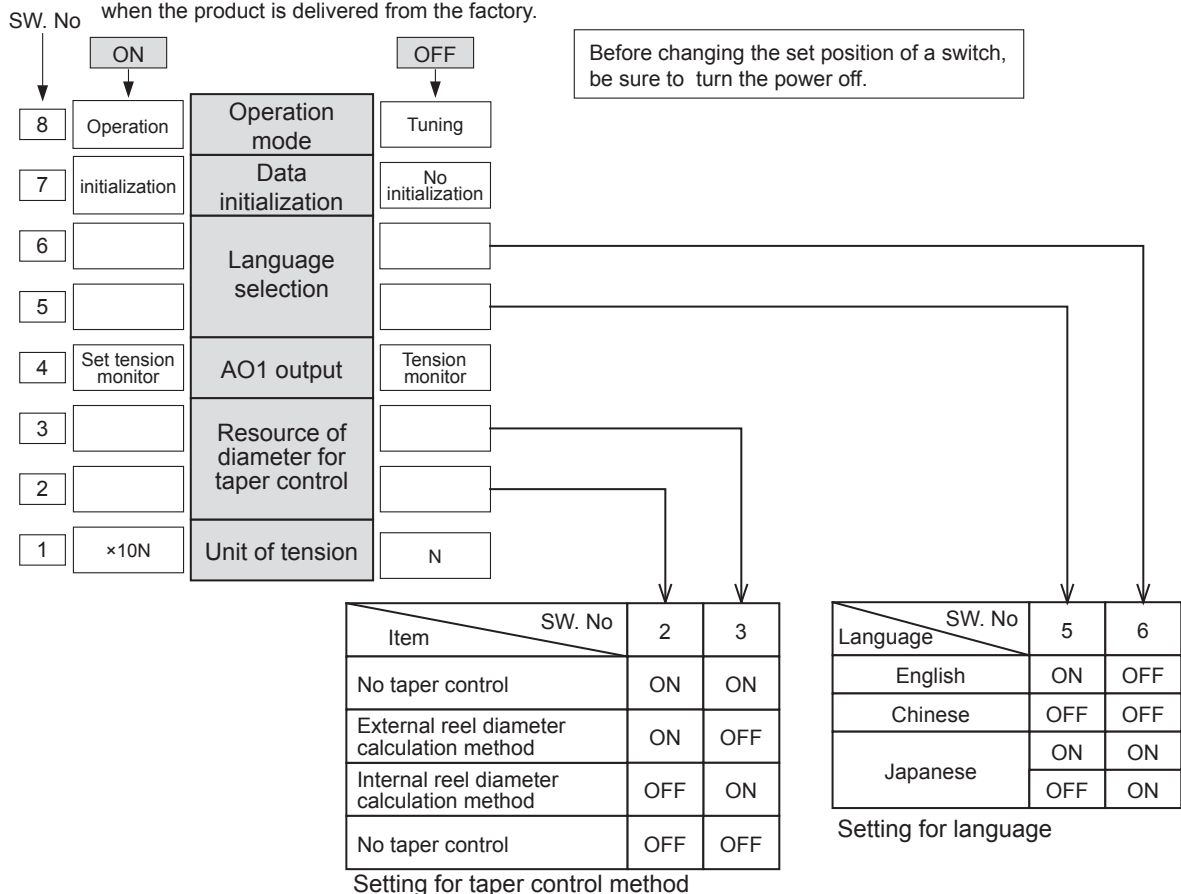 when the product is delivered from the factory.
SW. No
ON
OFF
Before changing the set position of a switch,
be sure to turn the power off.
8
Operation
Operation
mode
Tuning
7
initialization
Data
initialization
No
initialization
6
5
Language
selection
4
Set tension
monitor
AO1 output
Tension
monitor
3
2
Resource of
diameter for
taper control
1
×10N
Unit of tension
N
Item SW. No 2 3
No taper control ON ON
External reel diameter
calculation method ON OFF
Internal reel diameter
calculation method OFF ON
No taper control OFF OFF
Setting for taper control method
Language SW. No 5 6
English ON OFF
Chinese OFF OFF
Japanese ON ON
OFF ON
Setting for language